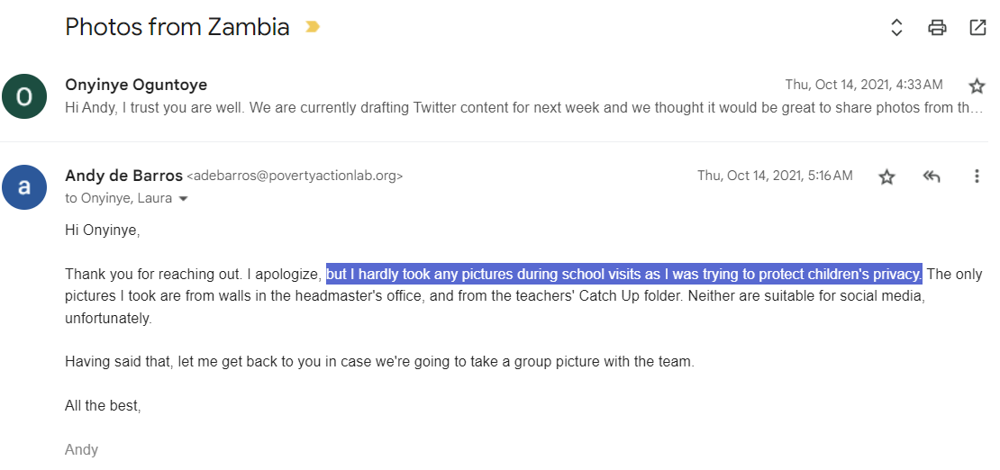 Photos from Zambia
O
Onyinye Oguntoye
Thu, Oct 14, 2021, 4:33 AM
Hi Andy, I trust you are well. We are currently drafting Twitter content for next week and we thought it would be great to share photos from th...
a
Andy de Barros <adebarros@povertyactionlab.org>
Thu, Oct 14, 2021, 5:16 AM
to Onyinye, Laura
Hi Onyinye,
Thank you for reaching out. I apologize, but I hardly took any pictures during school visits as I was trying to protect children's privacy. The only
pictures I took are from walls in the headmaster's office, and from the teachers' Catch Up folder. Neither are suitable for social media,
unfortunately.
Having said that, let me get back to you in case we're going to take a group picture with the team.
All the best,
Andy